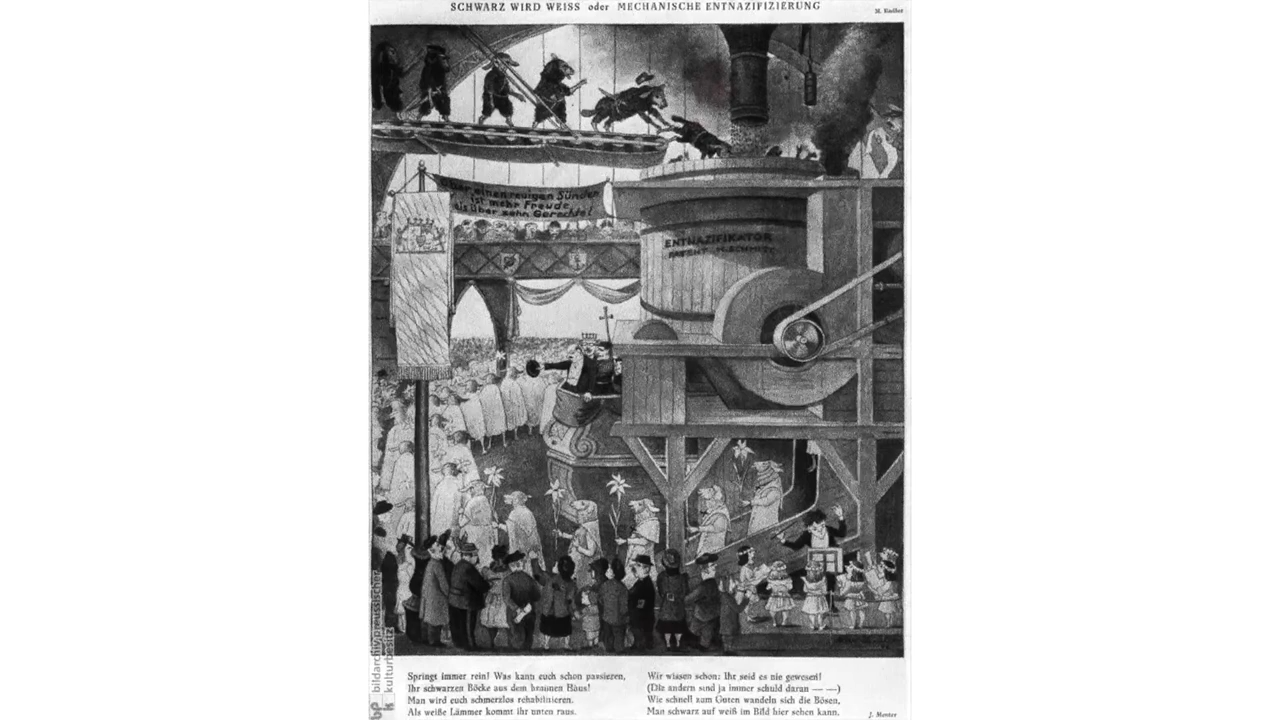 SCHWARZ WIRD WEISS oder MECHANISCHE ENTNAZIFIZIERUNG
M. Radler
über einen reuigen Sünder
ist mehr Freude
als über zehn Gerechte!
ENTNAZIFIKATOR
PATENT H. SCHMITT
Springt immer rein! Was kann euch schon passieren,
Ihr schwarzen Böcke aus dem braunen Haus!
Man wird euch schmerzlos rehabilitieren.
Als weiße Lämmer kommt ihr unten raus.
Wir wissen schon: Ihr seid es nie gewesen!
(Die andern sind ja immer schuld daran — —)
Wie schnell zum Guten wandeln sich die Bösen,
Man schwarz auf weiß im Bild hier sehen kann.
J. Menter
bpk
bildarchiv preussischer
kulturbesitz